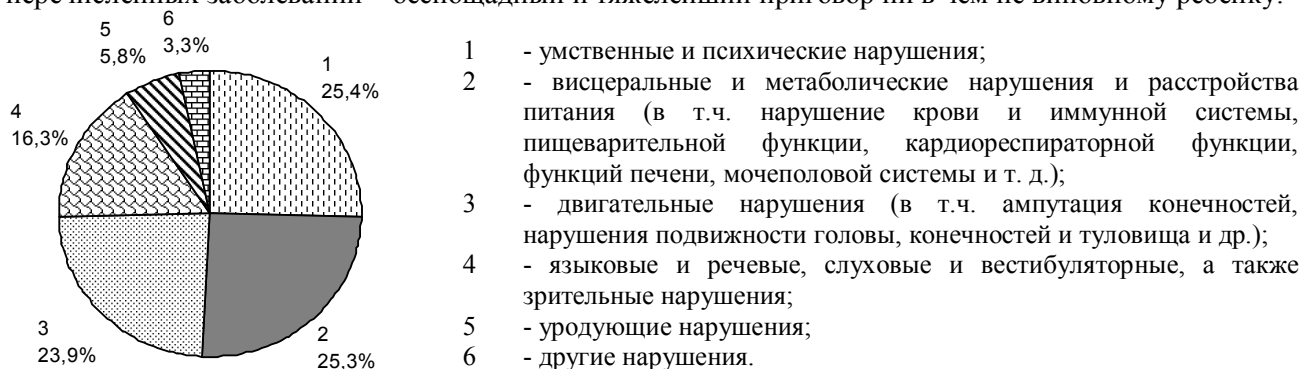 перечисленных заболеваний – беспощадный и тяжелейший приговор ни в чем не виновному ребенку.
1
25,4%
2
25,3%
3
23,9%
4
16,3%
5
5,8%
6
3,3%
1 - умственные и психические нарушения;
2 - висцеральные и метаболические нарушения и расстройства
питания (в т.ч. нарушение крови и иммунной системы,
пищеварительной функции, кардиореспираторной функции,
функций печени, мочеполовой системы и т. д.);
3 - двигательные нарушения (в т.ч. ампутация конечностей,
нарушения подвижности головы, конечностей и туловища и др.);
4 - языковые и речевые, слуховые и вестибуляторные, а также
зрительные нарушения;
5 - уродующие нарушения;
6 - другие нарушения.